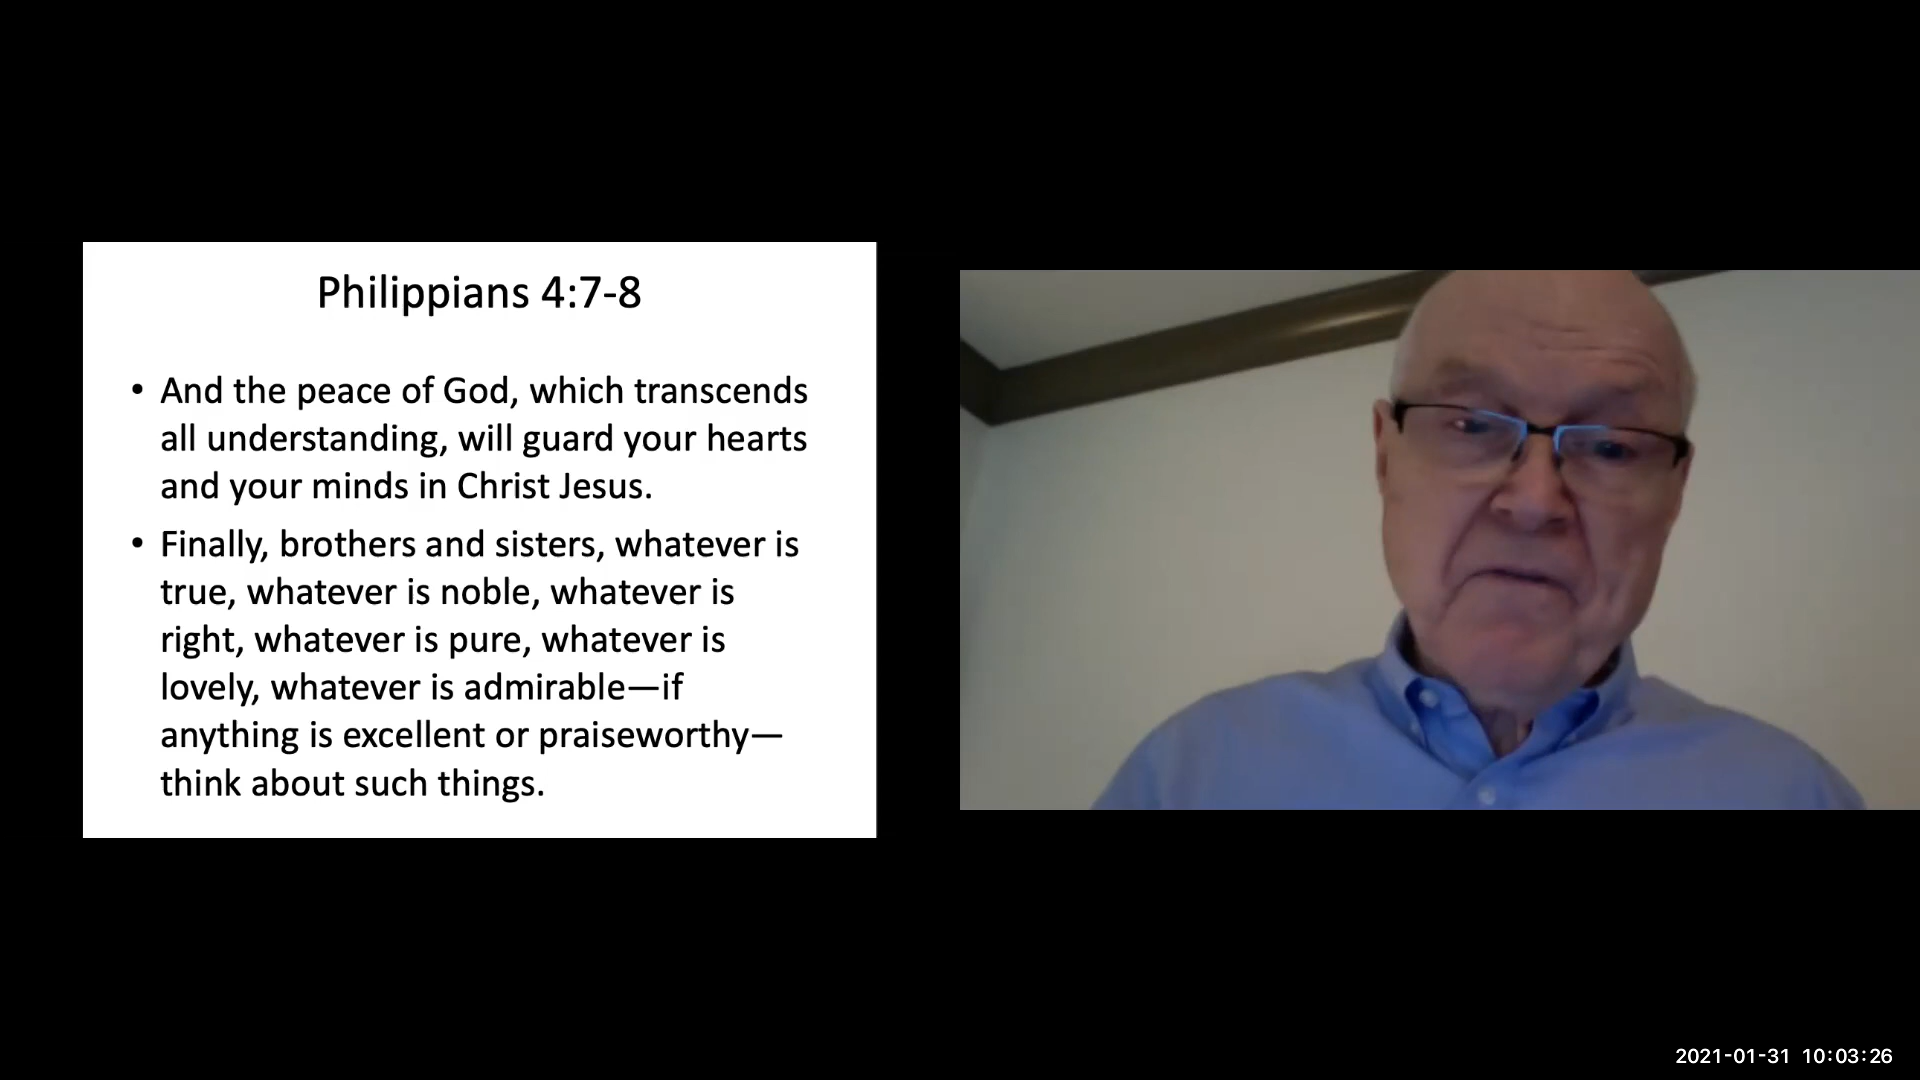 Philippians 4:7-8
• And the peace of God, which transcends
all understanding, will guard your hearts
and your minds in Christ Jesus.
• Finally, brothers and sisters, whatever is
true, whatever is noble, whatever is
right, whatever is pure, whatever is
lovely, whatever is admirable—if
anything is excellent or praiseworthy—
think about such things.
2021-01-31 10:03:26